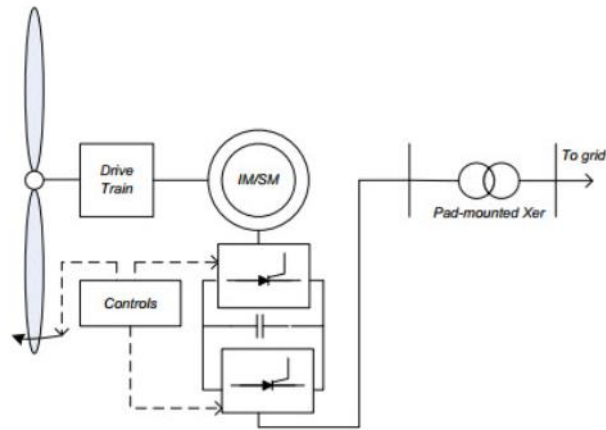 Drive
Train
IM/SM
To grid
Pad-mounted Xer
Controls